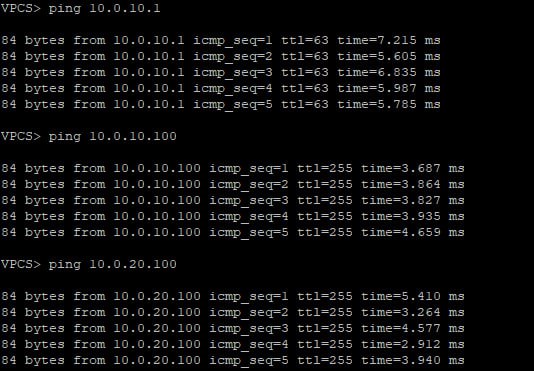 VPCS> ping 10.0.10.1
84 bytes from 10.0.10.1 icmp_seq=1 ttl=63 time=7.215 ms
84 bytes from 10.0.10.1 icmp_seq=2 ttl=63 time=5.605 ms
84 bytes from 10.0.10.1 icmp_seq=3 ttl=63 time=6.835 ms
84 bytes from 10.0.10.1 icmp_seq=4 ttl=63 time=5.987 ms
84 bytes from 10.0.10.1 icmp_seq=5 ttl=63 time=5.785 ms
VPCS> ping 10.0.10.100
84 bytes from 10.0.10.100 icmp_seq=1 ttl=255 time=3.687 ms
84 bytes from 10.0.10.100 icmp_seq=2 ttl=255 time=3.864 ms
84 bytes from 10.0.10.100 icmp_seq=3 ttl=255 time=3.827 ms
84 bytes from 10.0.10.100 icmp_seq=4 ttl=255 time=3.935 ms
84 bytes from 10.0.10.100 icmp_seq=5 ttl=255 time=4.659 ms
VPCS> ping 10.0.20.100
84 bytes from 10.0.20.100 icmp_seq=1 ttl=255 time=5.410 ms
84 bytes from 10.0.20.100 icmp_seq=2 ttl=255 time=3.264 ms
84 bytes from 10.0.20.100 icmp_seq=3 ttl=255 time=4.577 ms
84 bytes from 10.0.20.100 icmp_seq=4 ttl=255 time=2.912 ms
84 bytes from 10.0.20.100 icmp_seq=5 ttl=255 time=3.940 ms